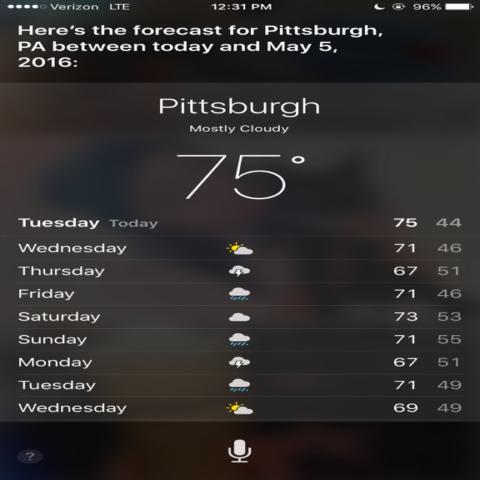 Verizon LTE 12:31 PM 96%
Here's the forecast for Pittsburgh,
PA between today and May 5,
2016:
Pittsburgh
Mostly Cloudy
75°
Tuesday Today 75 44
Wednesday 71 46
Thursday 67 51
Friday 71 46
Saturday 73 53
Sunday 71 55
Monday 67 51
Tuesday 71 49
Wednesday 69 49
?